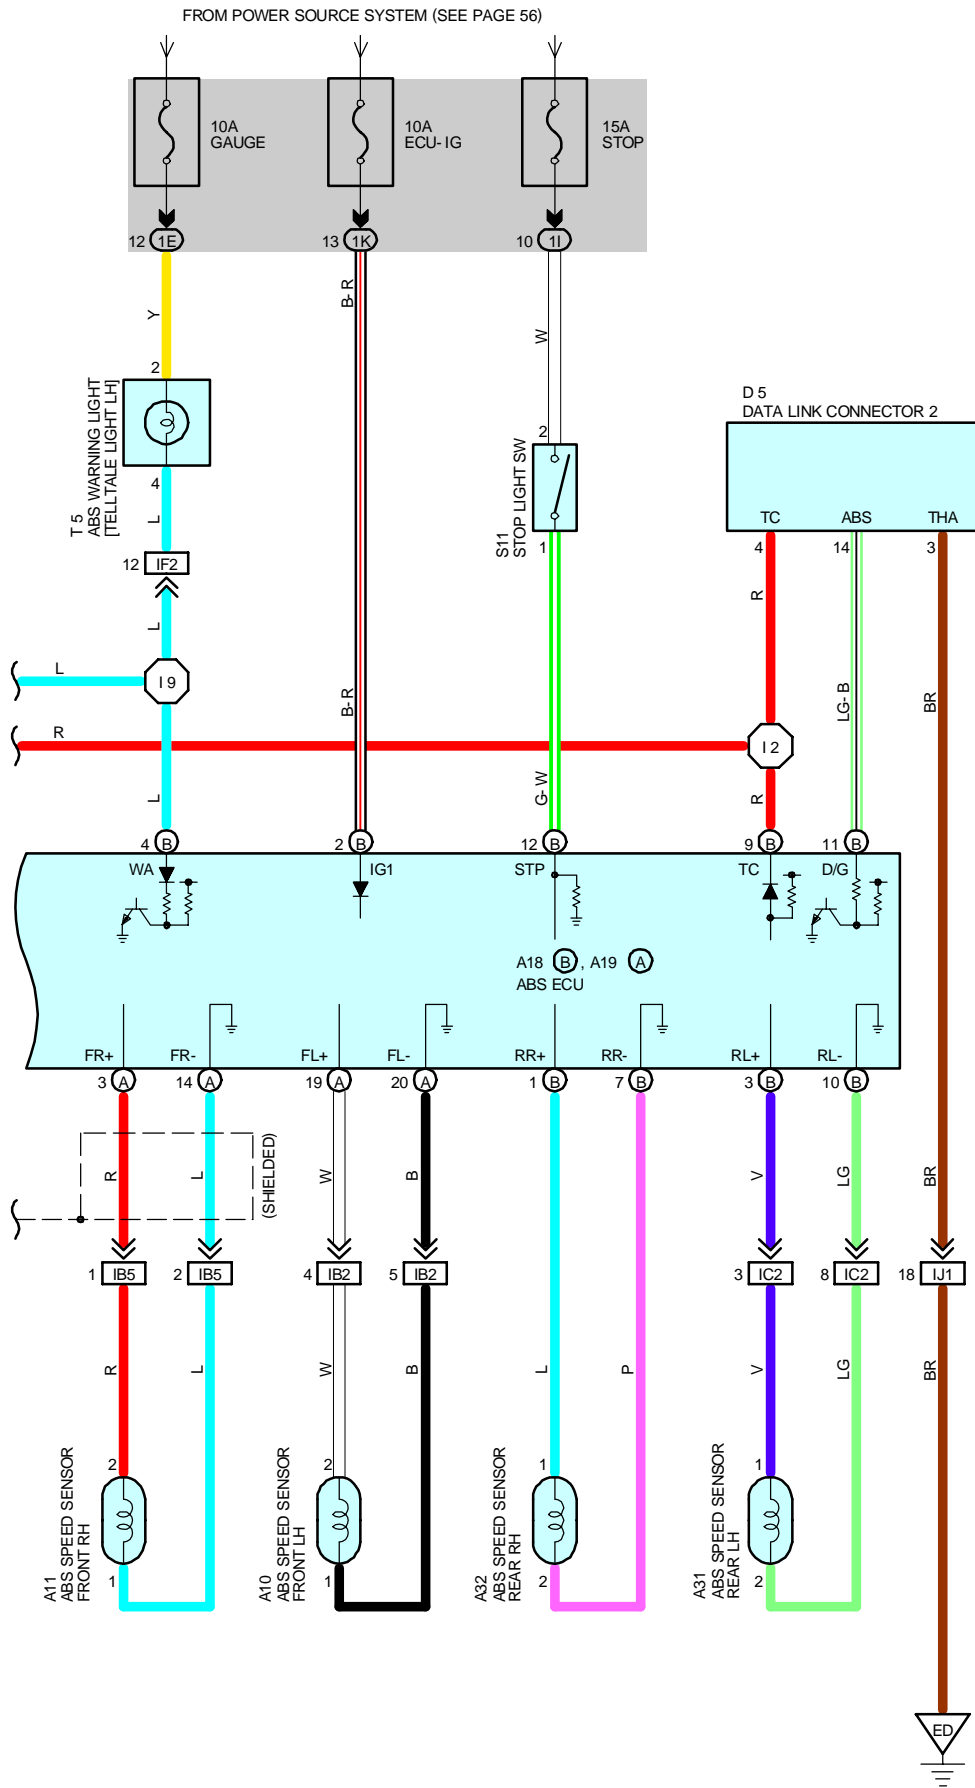 FROM POWER SOURCE SYSTEM (SEE PAGE 56)
10A
GAUGE
10A
ECU-IG
15A
STOP
12 1E
13 1K
10 1I
Y
B-R
W
2
T 5
ABS WARNING LIGHT
[TELLTALE LIGHT LH]
4
L
12 IF2
L
2
S11
STOP LIGHT SW
1
D 5
DATA LINK CONNECTOR 2
TC
ABS
THA
4
14
3
R
L
I 9
B-R
LG-B
BR
R
I 2
L
G-W
R
4 B
2 B
12 B
9 B
11 B
WA
IG1
STP
TC
D/G
A18 B , A19 A
ABS ECU
FR+
FR-
FL+
FL-
RR+
RR-
RL+
RL-
3 A
14 A
19 A
20 A
1 B
7 B
3 B
10 B
(SHIELDED)
R
L
W
B
V
LG
BR
1 IB5
2 IB5
4 IB2
5 IB2
3 IC2
8 IC2
18 IJ1
R
L
W
B
L
P
V
LG
BR
2
2
1
1
A11
ABS SPEED SENSOR
FRONT RH
A10
ABS SPEED SENSOR
FRONT LH
A32
ABS SPEED SENSOR
REAR RH
A31
ABS SPEED SENSOR
REAR LH
1
1
2
2
ED